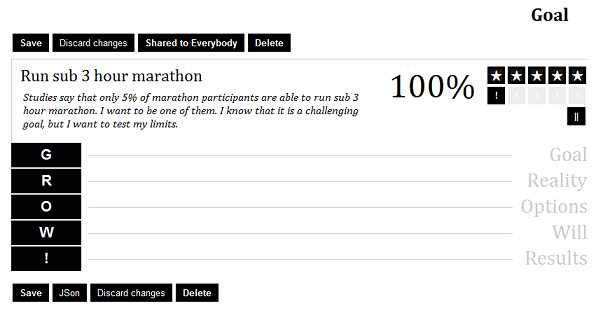 Goal
Save Discard changes Shared to Everybody Delete
Run sub 3 hour marathon
100%
★ ★ ★ ★ ★
Studies say that only 5% of marathon participants are able to run sub 3
hour marathon. I want to be one of them. I know that it is a challenging
goal, but I want to test my limits.
! ! ! ! !
||
G Goal
R Reality
O Options
W Will
! Results
Save JSon Discard changes Delete